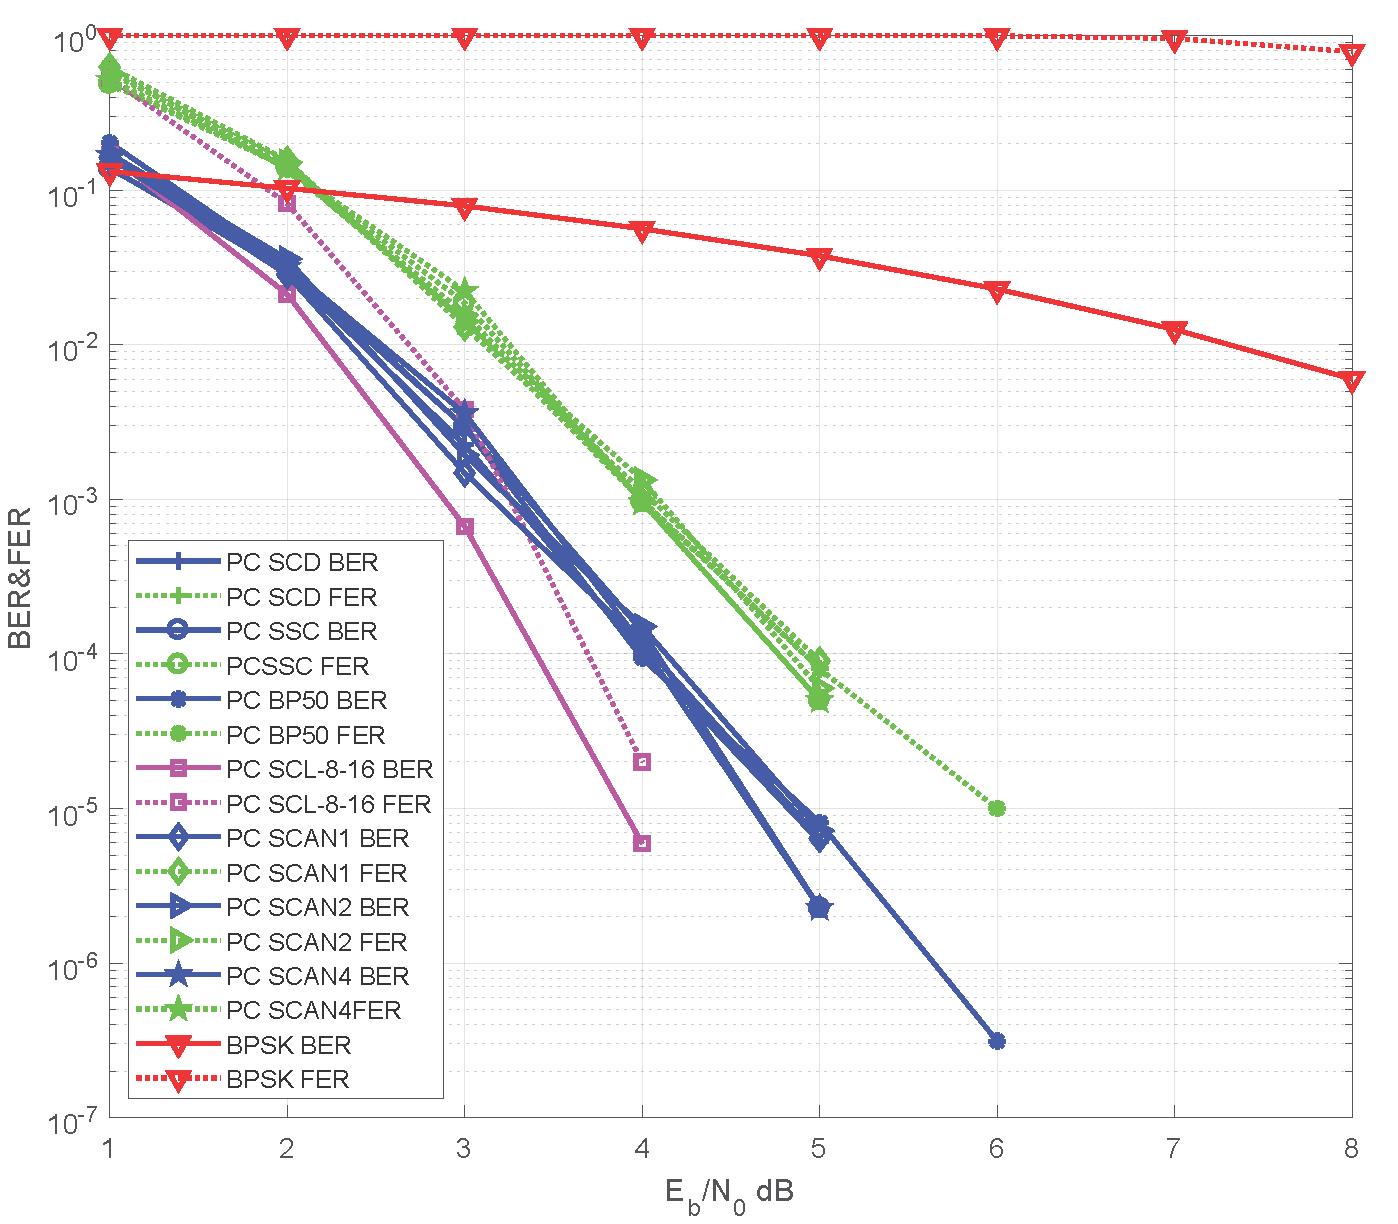 10^0
10^-1
10^-2
10^-3
10^-4
10^-5
10^-6
10^-7
BER&FER
PC SCD BER
PC SCD FER
PC SSC BER
PCSSC FER
PC BP50 BER
PC BP50 FER
PC SCL-8-16 BER
PC SCL-8-16 FER
PC SCAN1 BER
PC SCAN1 FER
PC SCAN2 BER
PC SCAN2 FER
PC SCAN4 BER
PC SCAN4FER
BPSK BER
BPSK FER
1 2 3 4 5 6 7 8
E_b/N_0 dB